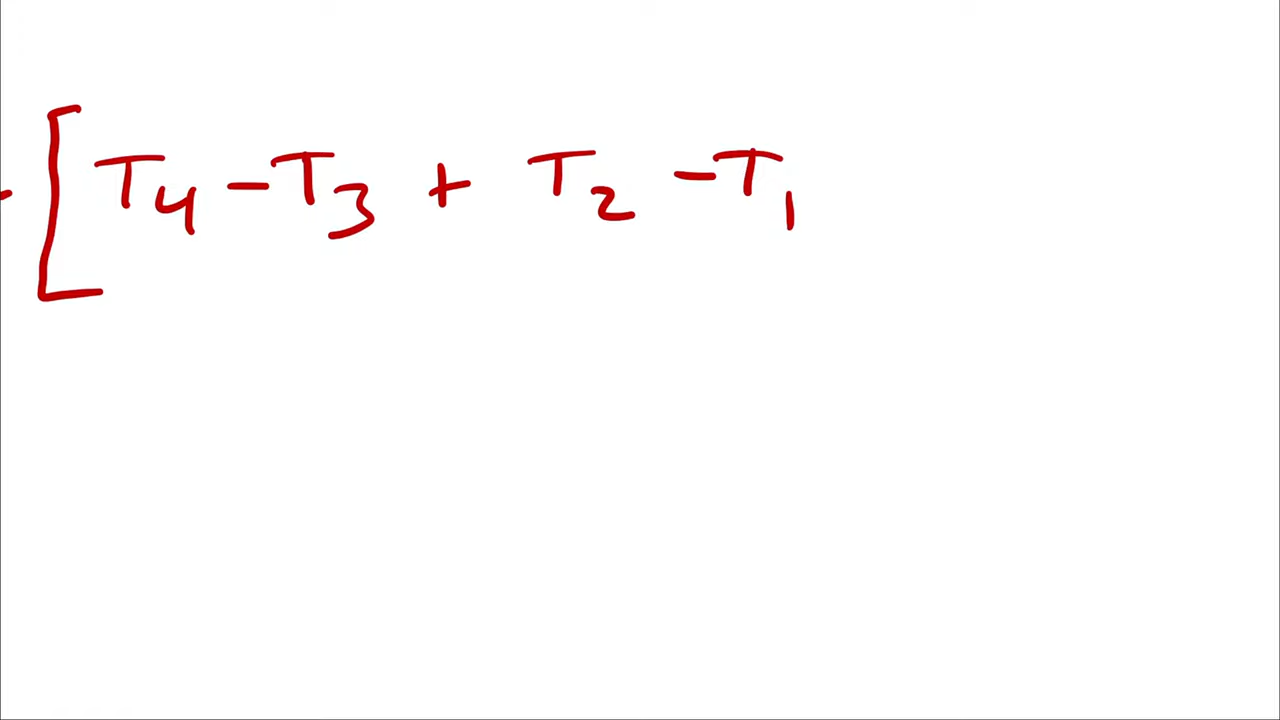 [ T₄ - T₃ + T₂ - T₁